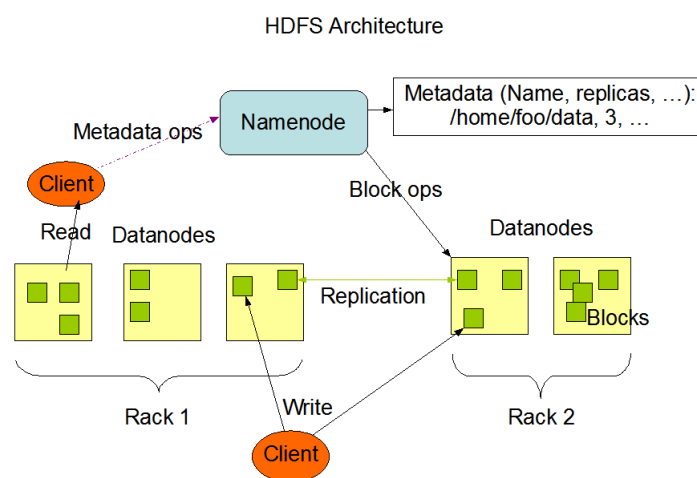 HDFS Architecture
Metadata (Name, replicas, …):
/home/foo/data, 3, …
Namenode
Metadata ops
Client
Block ops
Read
Datanodes
Datanodes
Replication
Blocks
Rack 1
Write
Rack 2
Client